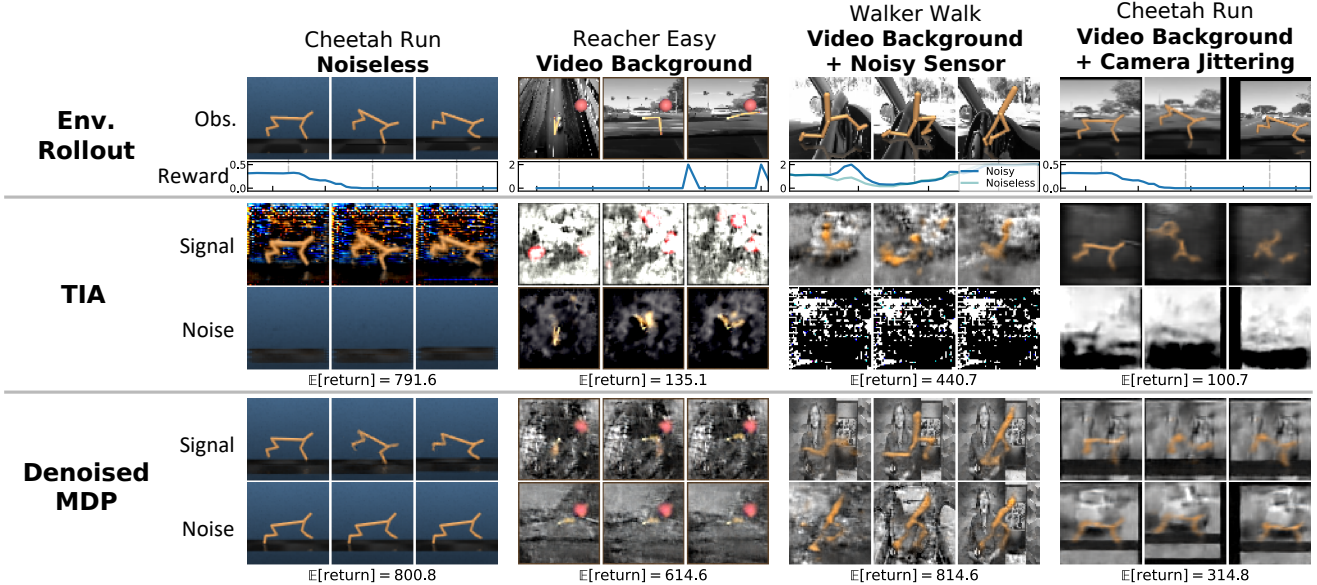 Cheetah Run
Noiseless
Reacher Easy
Video Background
Walker Walk
Video Background
+ Noisy Sensor
Cheetah Run
Video Background
+ Camera Jittering
Env.
Rollout
Obs.
Reward
0.5
0.0
2
0
2
0
Noisy
Noiseless
0.5
0.0
TIA
Signal
Noise
𝔼[return] = 791.6
𝔼[return] = 135.1
𝔼[return] = 440.7
𝔼[return] = 100.7
Denoised
MDP
Signal
Noise
𝔼[return] = 800.8
𝔼[return] = 614.6
𝔼[return] = 814.6
𝔼[return] = 314.8